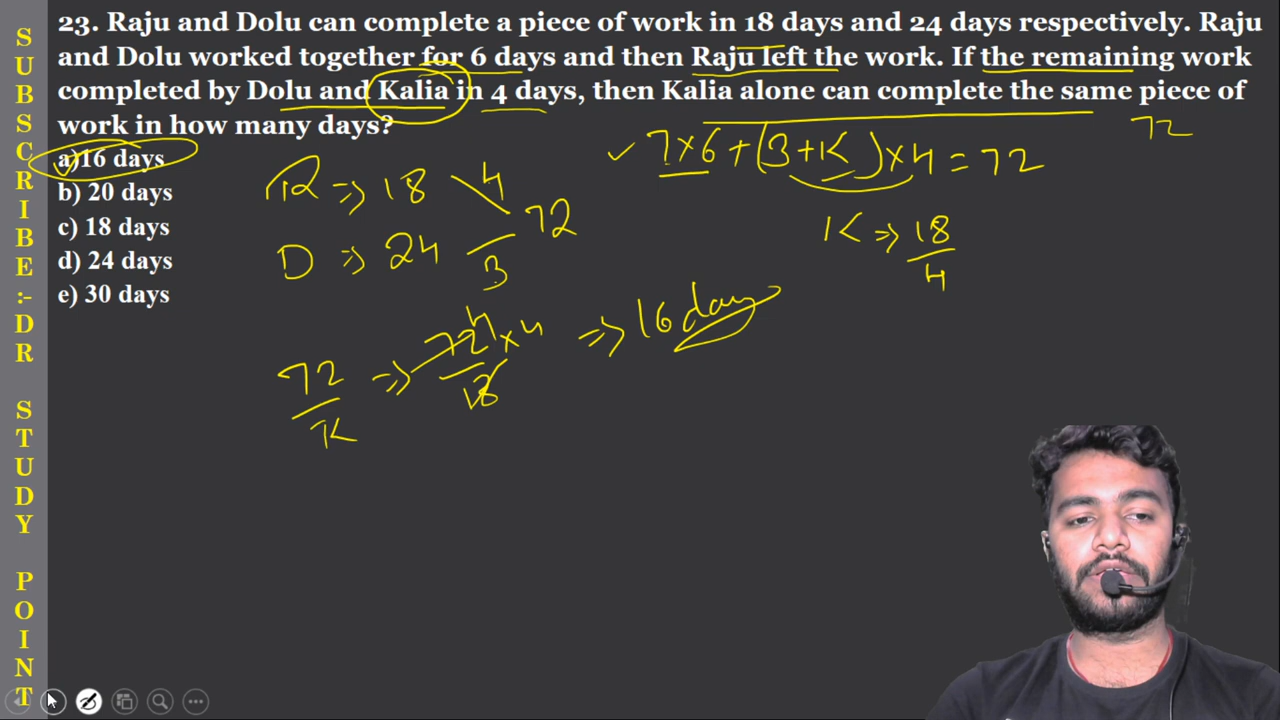 23. Raju and Dolu can complete a piece of work in 18 days and 24 days respectively. Raju
and Dolu worked together for 6 days and then Raju left the work. If the remaining work
completed by Dolu and Kalia in 4 days, then Kalia alone can complete the same piece of
work in how many days?
72
a)16 days
b) 20 days
c) 18 days
d) 24 days
e) 30 days
7×6+(3+K)×4=72
R ⇒ 18 4
72
D ⇒ 24 3
K ⇒ 18/4
72/K ⇒ 72 4 ×4/18 ⇒ 16 days
SUBSCRIBE:-DR STUDY POINT